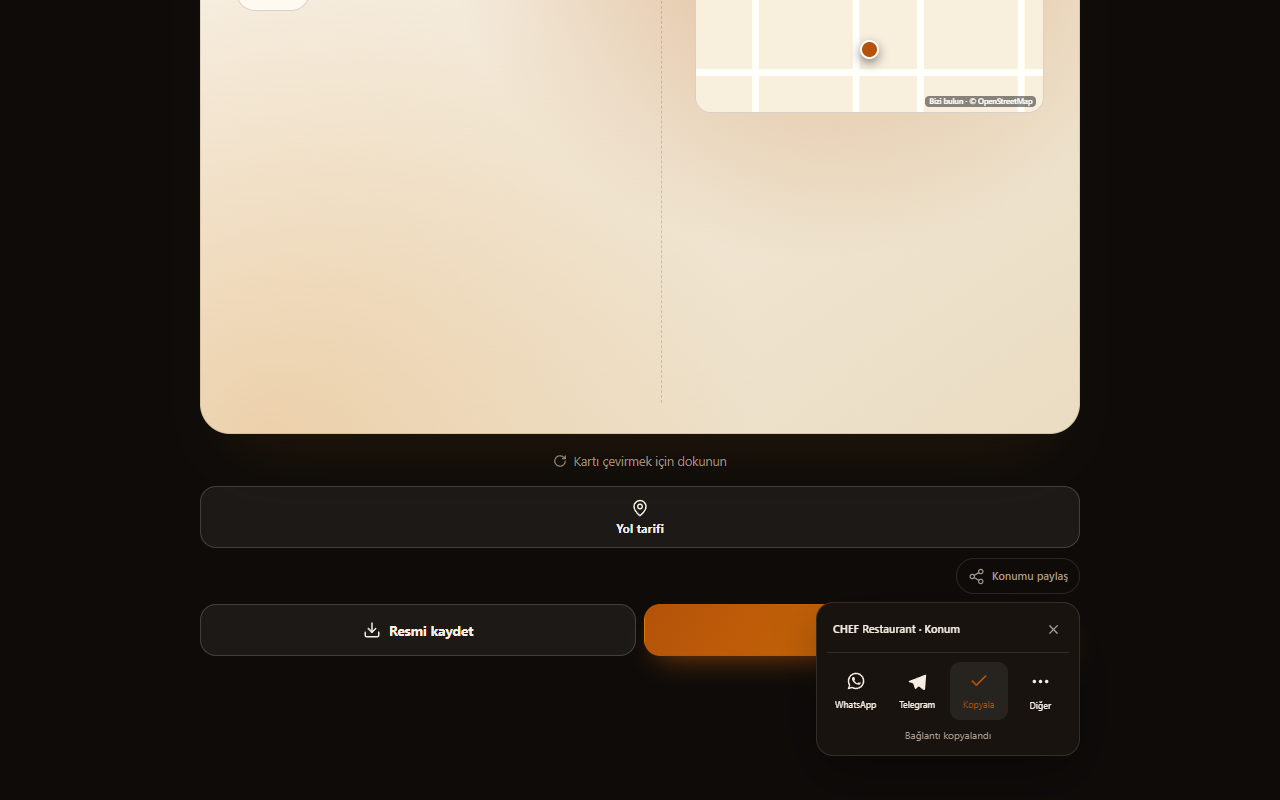 Bizi bulun · © OpenStreetMap
Kartı çevirmek için dokunun
Yol tarifi
Konumu paylaş
Resmi kaydet
CHEF Restaurant · Konum
WhatsApp
Telegram
Kopyala
Diğer
Bağlantı kopyalandı